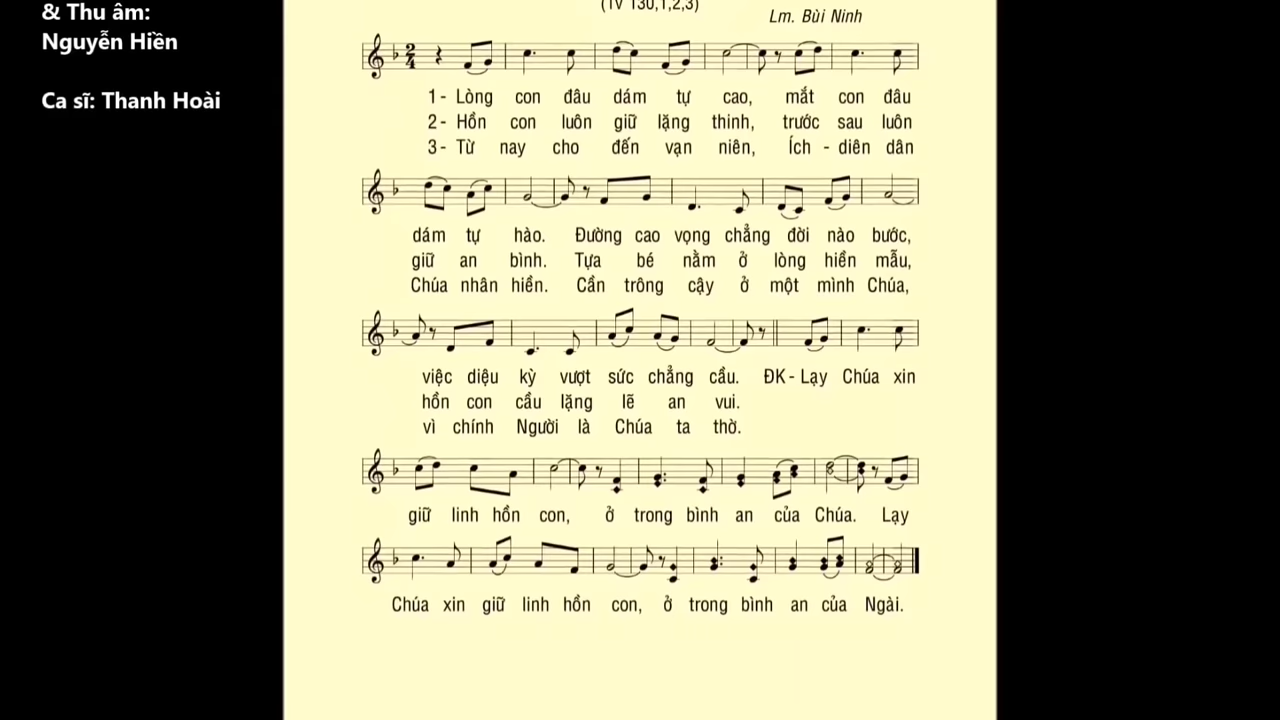 & Thu âm:
Nguyễn Hiền
Ca sĩ: Thanh Hoài
(TV 130,1,2,3)
Lm. Bùi Ninh
1- Lòng con đâu dám tự cao, mắt con đâu
2- Hồn con luôn giữ lặng thinh, trước sau luôn
3- Từ nay cho đến vạn niên, Ích - diên dân
dám tự hào. Đường cao vọng chẳng đời nào bước,
giữ an bình. Tựa bé nằm ở lòng hiền mẫu,
Chúa nhân hiền. Cần trông cậy ở một mình Chúa,
việc diệu kỳ vượt sức chẳng cầu. ĐK- Lạy Chúa xin
hồn con cầu lặng lẽ an vui.
vì chính Người là Chúa ta thờ.
giữ linh hồn con, ở trong bình an của Chúa. Lạy
Chúa xin giữ linh hồn con, ở trong bình an của Ngài.